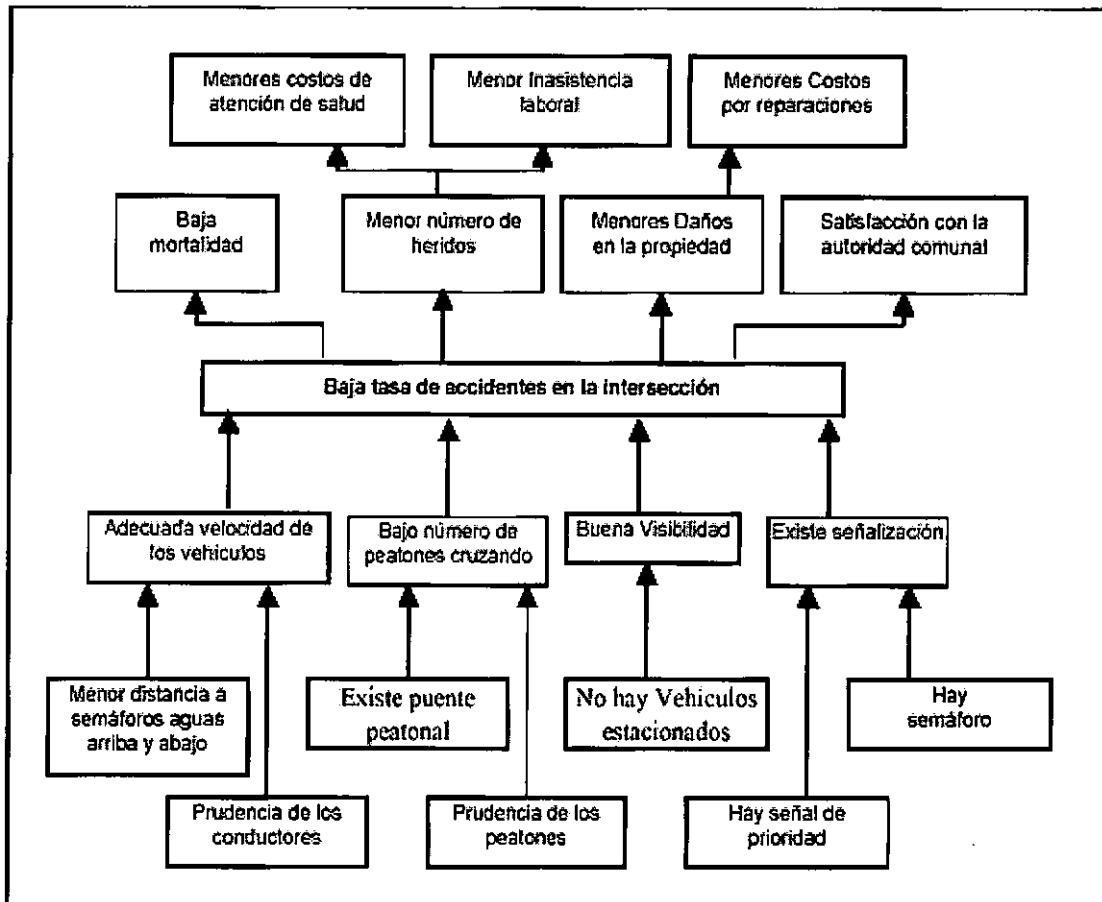 Menores costos de
atención de salud
Menor Inasistencia
laboral
Menores Costos
por reparaciones
Baja
mortalidad
Menor número de
heridos
Menores Daños
en la propiedad
Satisfacción con la
autoridad comunal
Baja tasa de accidentes en la intersección
Adecuada velocidad de
los vehiculos
Bajo número de
peatones cruzando
Buena Visibilidad
Existe señalización
Menor distancia a
semáforos aguas
arriba y abajo
Existe puente
peatonal
No hay Vehiculos
estacionados
Hay
semáforo
Prudencia de los
conductores
Prudencia de los
peatones
Hay señal de
prioridad